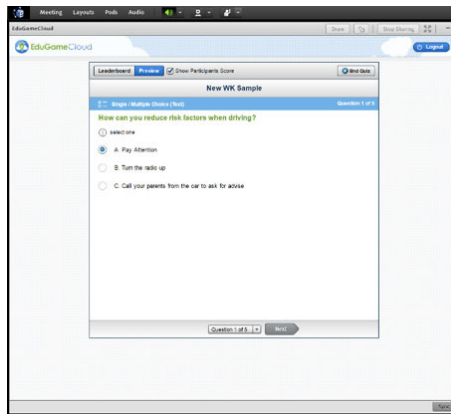 Meeting Layouts Pods Audio
EduGameCloud
Share Stop Sharing
EduGameCloud
Logout
Leaderboard Preview Show Participants Score End Quiz
New WK Sample
Single / Multiple Choice (Text) Question 1 of 5
How can you reduce risk factors when driving?
select one
A. Pay Attention
B. Turn the radio up
C. Call your parents from the car to ask for advise
Question 1 of 5 Next